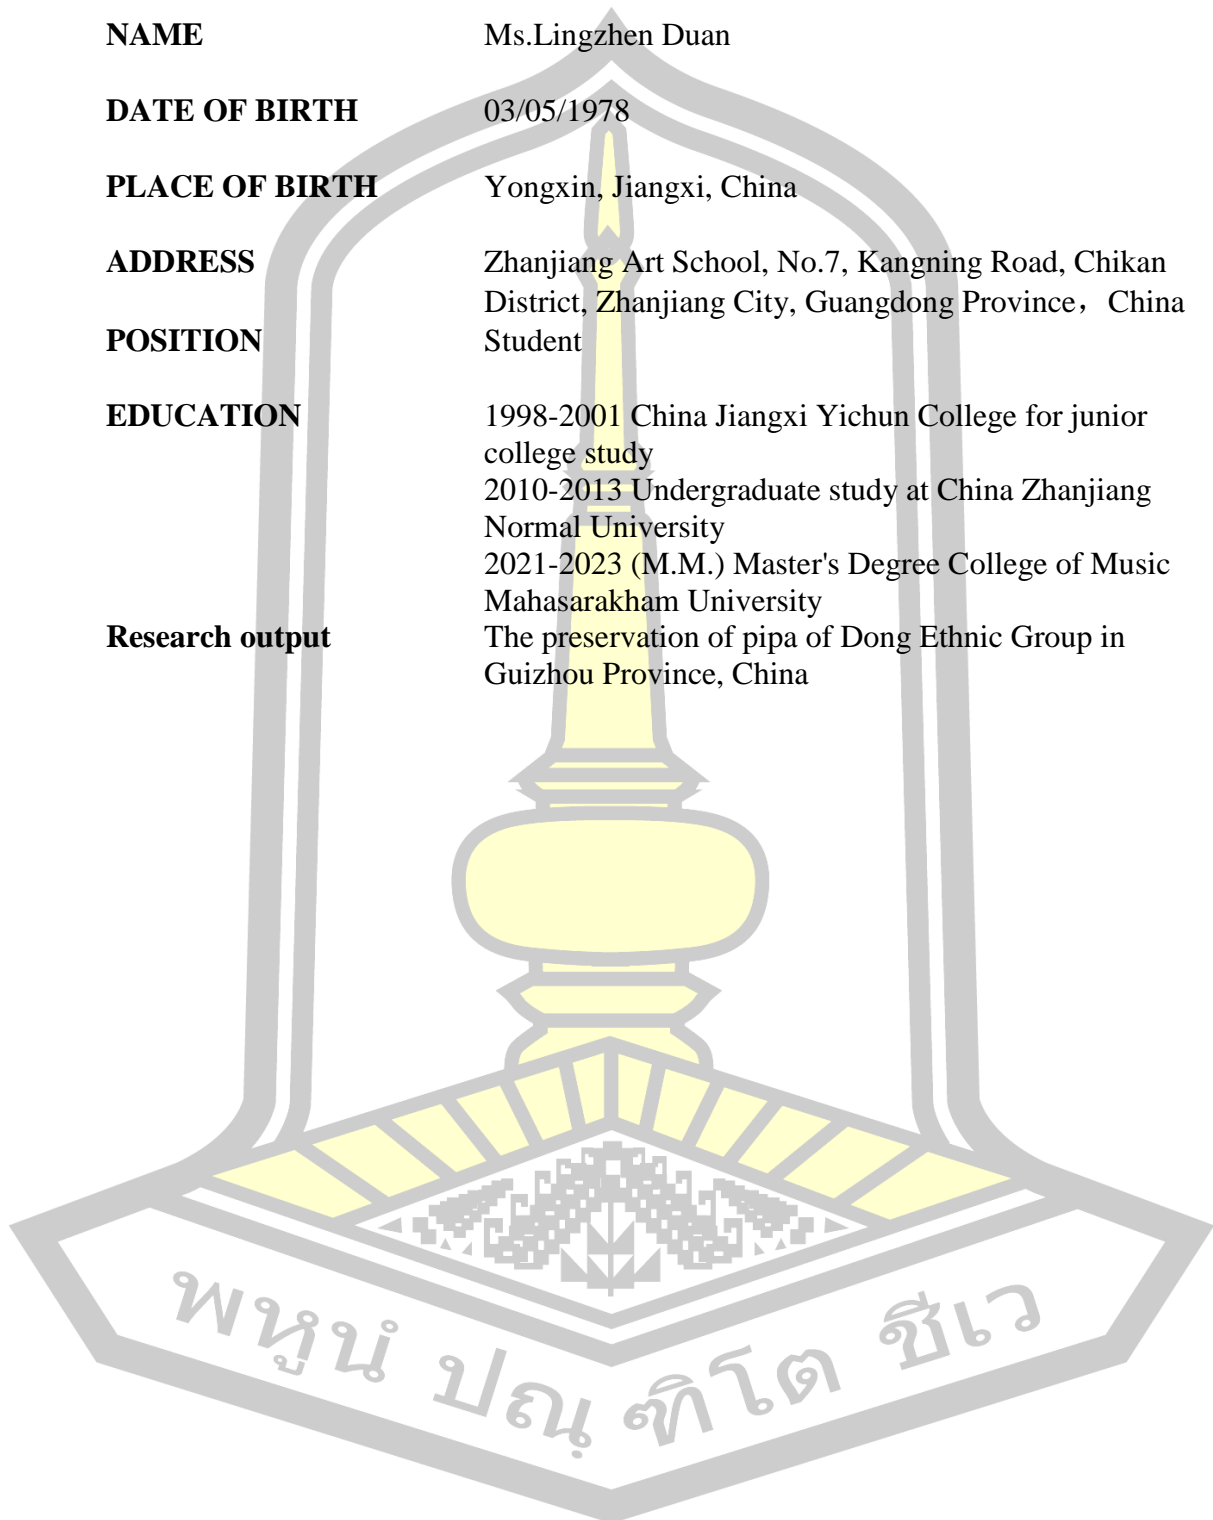 NAME Ms.Lingzhen Duan
DATE OF BIRTH 03/05/1978
PLACE OF BIRTH Yongxin, Jiangxi, China
ADDRESS Zhanjiang Art School, No.7, Kangning Road, Chikan
District, Zhanjiang City, Guangdong Province，China
POSITION Student
EDUCATION 1998-2001 China Jiangxi Yichun College for junior
college study
2010-2013 Undergraduate study at China Zhanjiang
Normal University
2021-2023 (M.M.) Master's Degree College of Music
Mahasarakham University
Research output The preservation of pipa of Dong Ethnic Group in
Guizhou Province, China
พหูนํ ปณฺฑิโต ชีเว